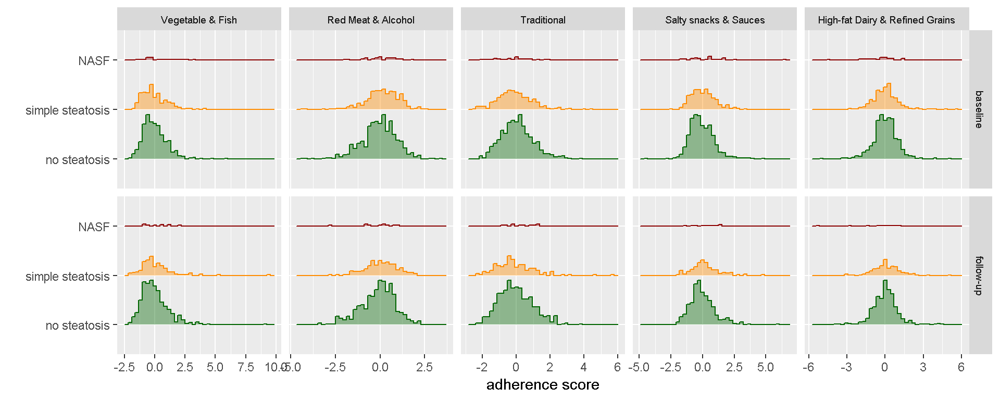 Vegetable & Fish
Red Meat & Alcohol
Traditional
Salty snacks & Sauces
High-fat Dairy & Refined Grains
NASF
simple steatosis
no steatosis
baseline
NASF
simple steatosis
no steatosis
follow-up
-2.5 0.0 2.5 5.0 7.5 10.0
-5.0 -2.5 0.0 2.5
-2 0 2 4 6
-5.0 -2.5 0.0 2.5 5.0
-6 -3 0 3 6
adherence score